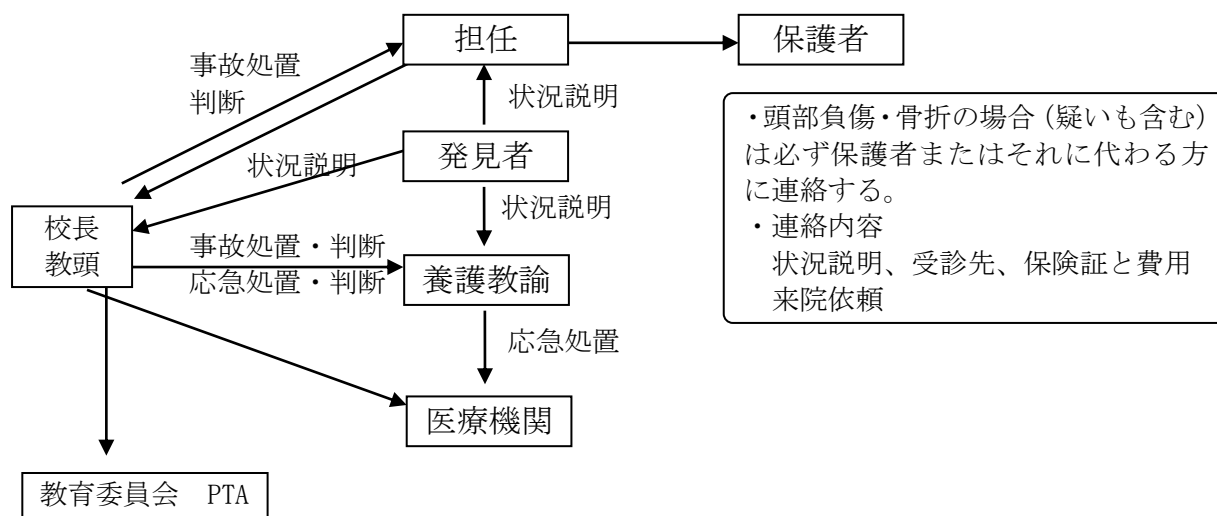 担任
保護者
事故処置
判断
状況説明
・頭部負傷・骨折の場合（疑いも含む）
は必ず保護者またはそれに代わる方
に連絡する。
・連絡内容
状況説明、受診先、保険証と費用
来院依頼
発見者
状況説明
状況説明
校長
教頭
事故処置・判断
応急処置・判断
養護教諭
応急処置
医療機関
教育委員会　PTA